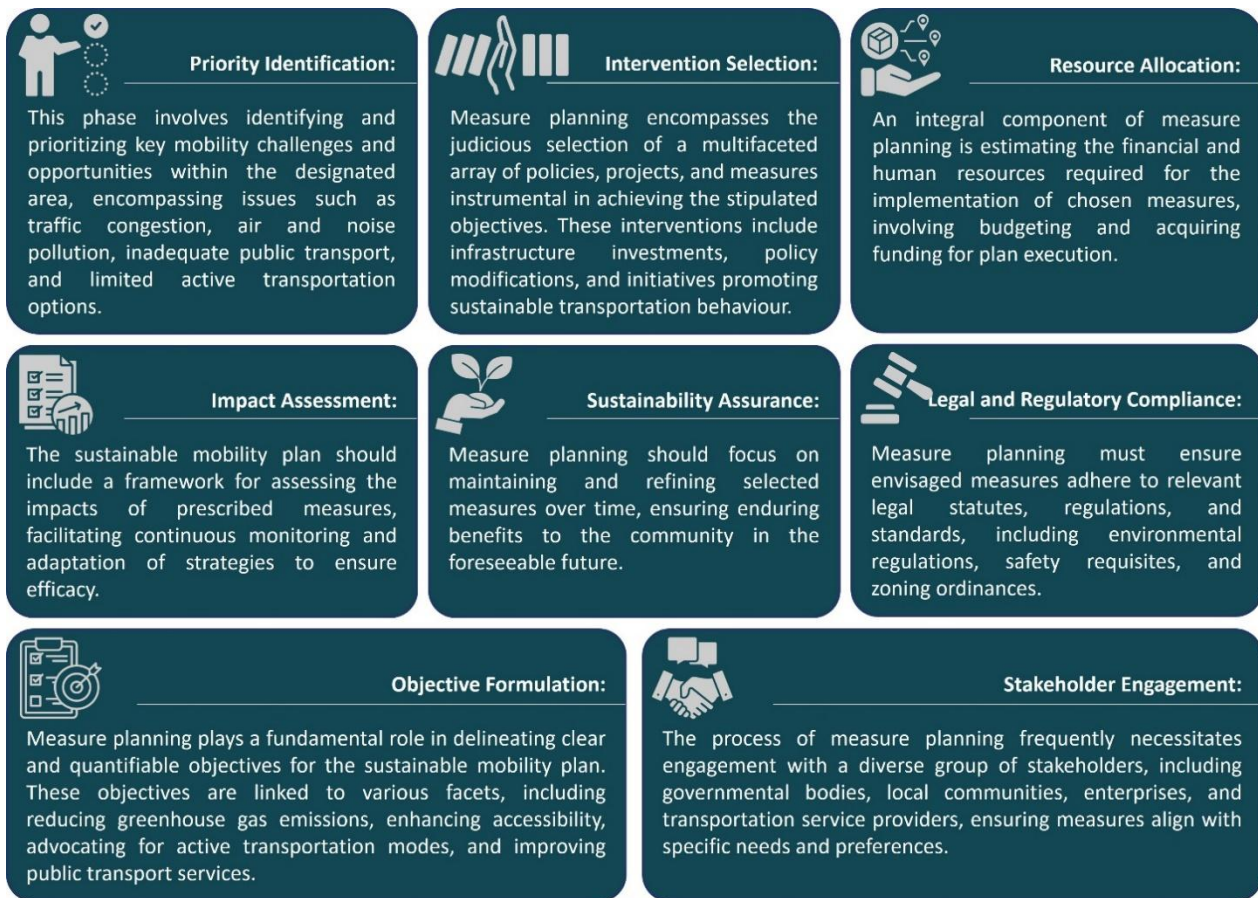 Priority Identification:
This phase involves identifying and
prioritizing key mobility challenges and
opportunities within the designated
area, encompassing issues such as
traffic congestion, air and noise
pollution, inadequate public transport,
and limited active transportation
options.
Intervention Selection:
Measure planning encompasses the
judicious selection of a multifaceted
array of policies, projects, and measures
instrumental in achieving the stipulated
objectives. These interventions include
infrastructure investments, policy
modifications, and initiatives promoting
sustainable transportation behaviour.
Resource Allocation:
An integral component of measure
planning is estimating the financial and
human resources required for the
implementation of chosen measures,
involving budgeting and acquiring
funding for plan execution.
Impact Assessment:
The sustainable mobility plan should
include a framework for assessing the
impacts of prescribed measures,
facilitating continuous monitoring and
adaptation of strategies to ensure
efficacy.
Sustainability Assurance:
Measure planning should focus on
maintaining and refining selected
measures over time, ensuring enduring
benefits to the community in the
foreseeable future.
Legal and Regulatory Compliance:
Measure planning must ensure
envisaged measures adhere to relevant
legal statutes, regulations, and
standards, including environmental
regulations, safety requisites, and
zoning ordinances.
Objective Formulation:
Measure planning plays a fundamental role in delineating clear
and quantifiable objectives for the sustainable mobility plan.
These objectives are linked to various facets, including
reducing greenhouse gas emissions, enhancing accessibility,
advocating for active transportation modes, and improving
public transport services.
Stakeholder Engagement:
The process of measure planning frequently necessitates
engagement with a diverse group of stakeholders, including
governmental bodies, local communities, enterprises, and
transportation service providers, ensuring measures align with
specific needs and preferences.